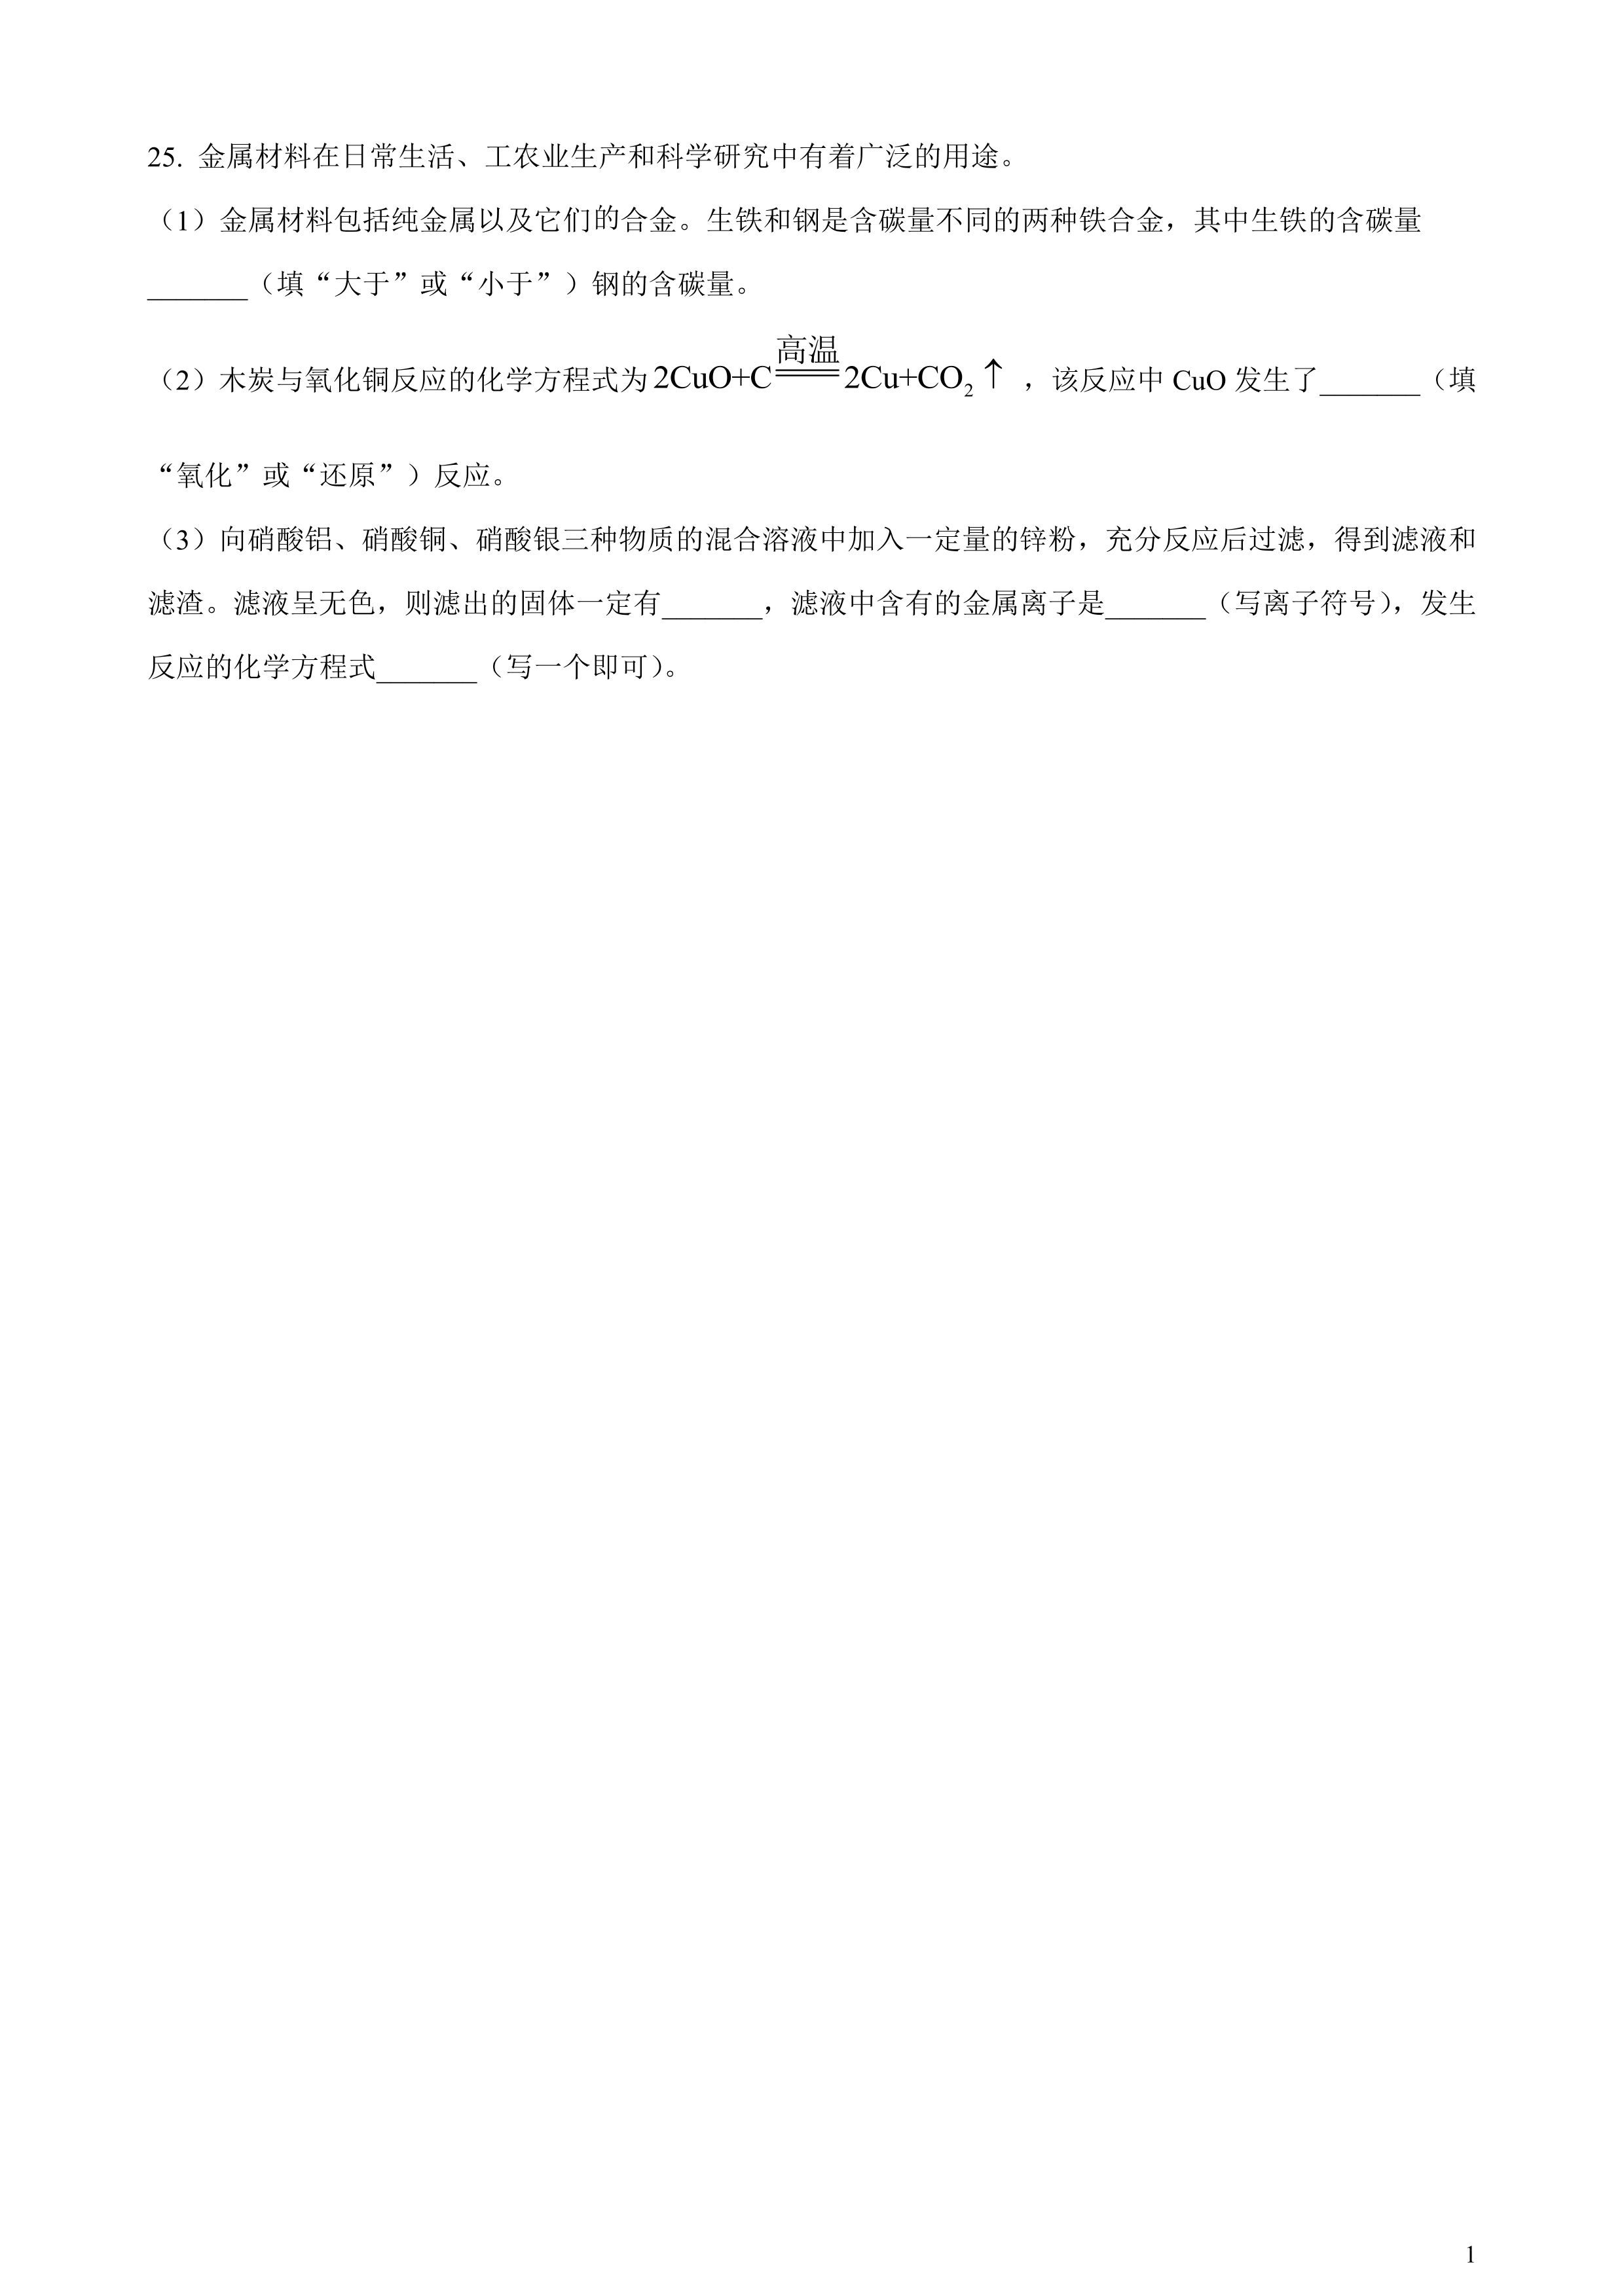 25. 金属材料在日常生活、工农业生产和科学研究中有着广泛的用途。
（1）金属材料包括纯金属以及它们的合金。生铁和钢是含碳量不同的两种铁合金，其中生铁的含碳量
_______（填“大于”或“小于”）钢的含碳量。
（2）木炭与氧化铜反应的化学方程式为 2CuO+C \xlongequal{高温} 2Cu+CO₂↑ ，该反应中 CuO 发生了_______（填
“氧化”或“还原”）反应。
（3）向硝酸铝、硝酸铜、硝酸银三种物质的混合溶液中加入一定量的锌粉，充分反应后过滤，得到滤液和
滤渣。滤液呈无色，则滤出的固体一定有_______，滤液中含有的金属离子是_______（写离子符号），发生
反应的化学方程式_______（写一个即可）。
1